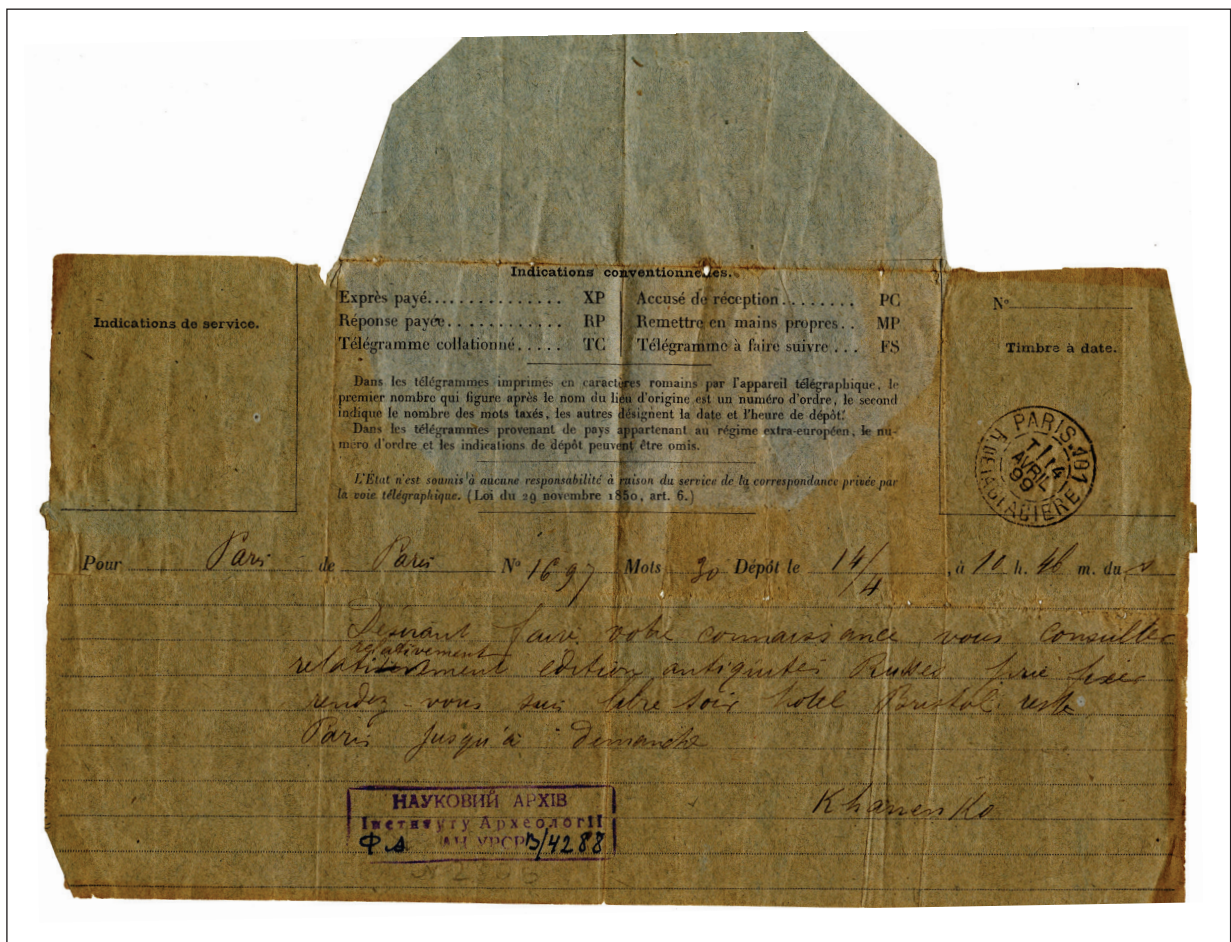 Indications de service.
Indications conventionnelles.
Exprès payé............... XP
Réponse payée............ RP
Télégramme collationné..... TC
Accusé de réception........ PC
Remettre en mains propres.. MP
Télégramme à faire suivre... FS
Dans les télégrammes imprimés en caractères romains par l'appareil télégraphique, le
premier nombre qui figure après le nom du lieu d'origine est un numéro d'ordre, le second
indique le nombre des mots taxés, les autres désignent la date et l'heure de dépôt.
Dans les télégrammes provenant de pays appartenant au régime extra-européen, le nu-
méro d'ordre et les indications de dépôt peuvent être omis.
L'État n'est soumis à aucune responsabilité à raison du service de la correspondance privée par
la voie télégraphique. (Loi du 29 novembre 1850, art. 6.)
N°
Timbre à date.
PARIS 101
14
AVRIL
99
R. DE LA GLACIERE
Pour Paris de Paris N° 1697 Mots 30 Dépôt le 14/4, à 10 h. 46 m. du s
Désirant faire votre connaissance vous consulter
relativement
relativement edition antiquités Russes prie fixer
rendez-vous suis libre soir hotel Bristol reste
Paris jusqu'à dimanche
Khanenko
НАУКОВИЙ АРХІВ
Інституту Археології
АН УРСР
Ф. В/4288